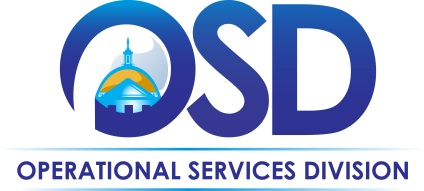 OSD
OPERATIONAL SERVICES DIVISION